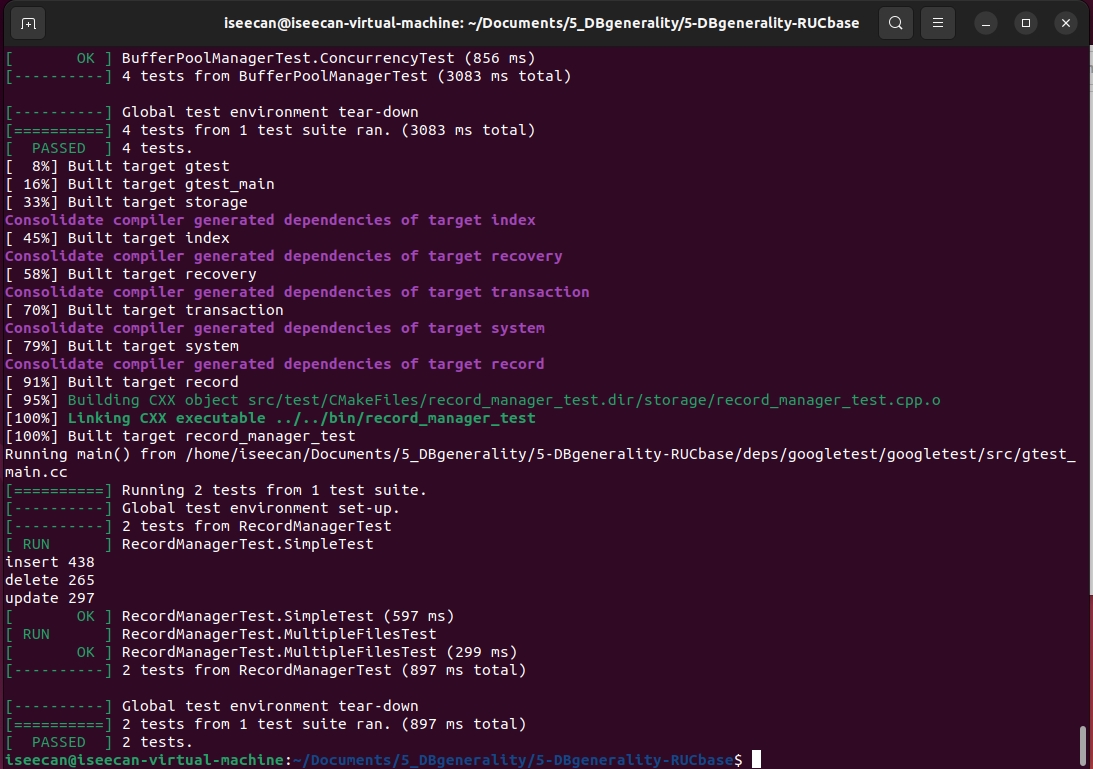 iseecan@iseecan-virtual-machine: ~/Documents/5_DBgenerality/5-DBgenerality-RUCbase
[       OK ] BufferPoolManagerTest.ConcurrencyTest (856 ms)
[----------] 4 tests from BufferPoolManagerTest (3083 ms total)

[----------] Global test environment tear-down
[==========] 4 tests from 1 test suite ran. (3083 ms total)
[  PASSED  ] 4 tests.
[  8%] Built target gtest
[ 16%] Built target gtest_main
[ 33%] Built target storage
Consolidate compiler generated dependencies of target index
[ 45%] Built target index
Consolidate compiler generated dependencies of target recovery
[ 58%] Built target recovery
Consolidate compiler generated dependencies of target transaction
[ 70%] Built target transaction
Consolidate compiler generated dependencies of target system
[ 79%] Built target system
Consolidate compiler generated dependencies of target record
[ 91%] Built target record
[ 95%] Building CXX object src/test/CMakeFiles/record_manager_test.dir/storage/record_manager_test.cpp.o
[100%] Linking CXX executable ../../bin/record_manager_test
[100%] Built target record_manager_test
Running main() from /home/iseecan/Documents/5_DBgenerality/5-DBgenerality-RUCbase/deps/googletest/googletest/src/gtest_
main.cc
[==========] Running 2 tests from 1 test suite.
[----------] Global test environment set-up.
[----------] 2 tests from RecordManagerTest
[ RUN      ] RecordManagerTest.SimpleTest
insert 438
delete 265
update 297
[       OK ] RecordManagerTest.SimpleTest (597 ms)
[ RUN      ] RecordManagerTest.MultipleFilesTest
[       OK ] RecordManagerTest.MultipleFilesTest (299 ms)
[----------] 2 tests from RecordManagerTest (897 ms total)

[----------] Global test environment tear-down
[==========] 2 tests from 1 test suite ran. (897 ms total)
[  PASSED  ] 2 tests.
iseecan@iseecan-virtual-machine:~/Documents/5_DBgenerality/5-DBgenerality-RUCbase$